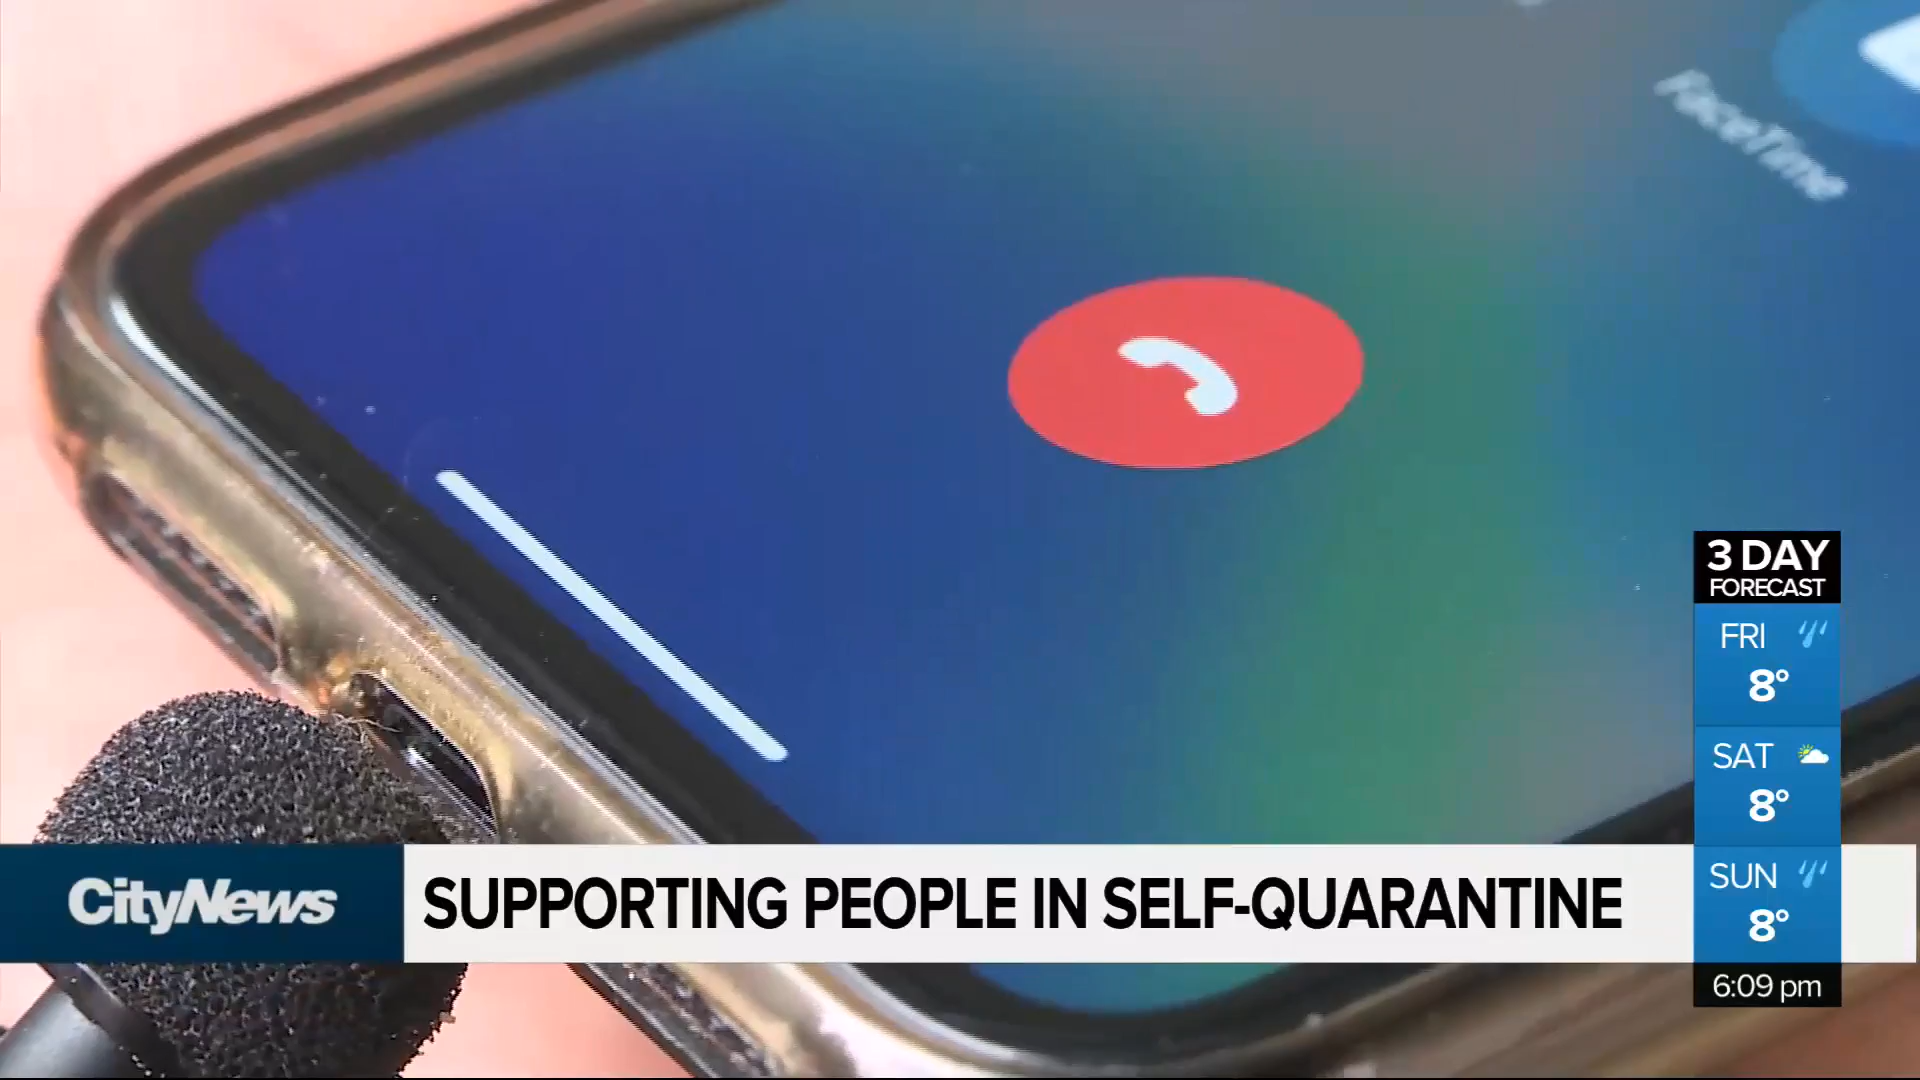 FaceTime
3 DAY
FORECAST
FRI
8°
SAT
8°
SUN
8°
6:09 pm
CityNews
SUPPORTING PEOPLE IN SELF-QUARANTINE